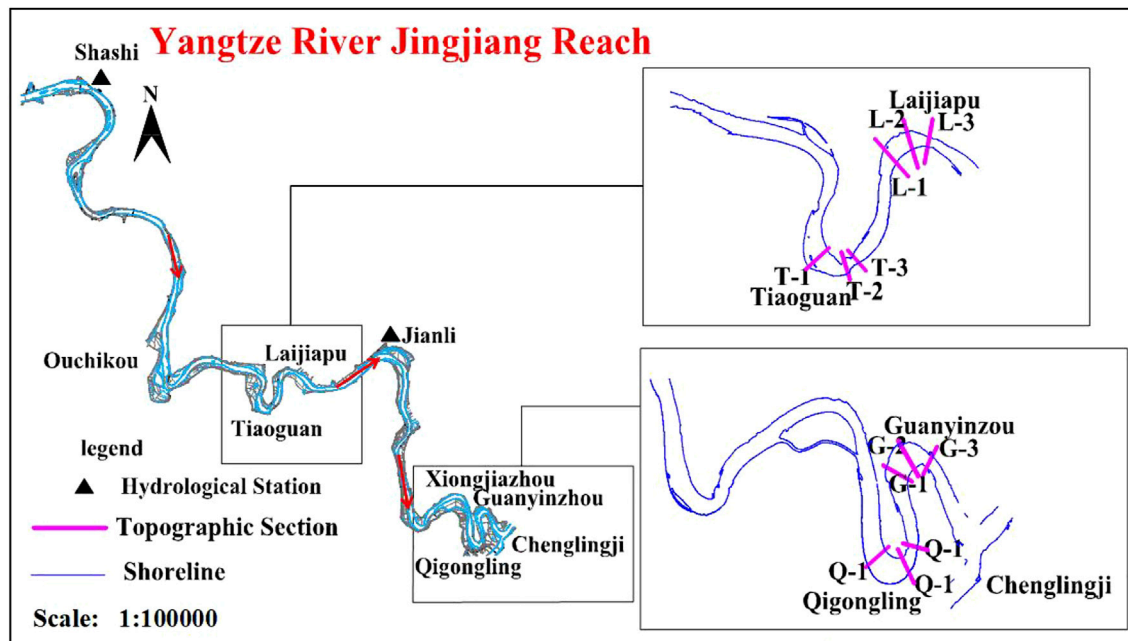 Yangtze River Jingjiang Reach
Shashi
N
Ouchikou
Laijiapu
Jianli
Tiaoguan
Xiongjiazhou
Guanyinzhou
Chenglingji
Qigongling
legend
Hydrological Station
Topographic Section
Shoreline
Scale: 1:100000
Laijiapu
L-2
L-3
L-1
T-1
T-3
T-2
Tiaoguan
Guanyinzou
G-2
G-3
G-1
Q-1
Q-1
Q-1
Qigongling
Chenglingji